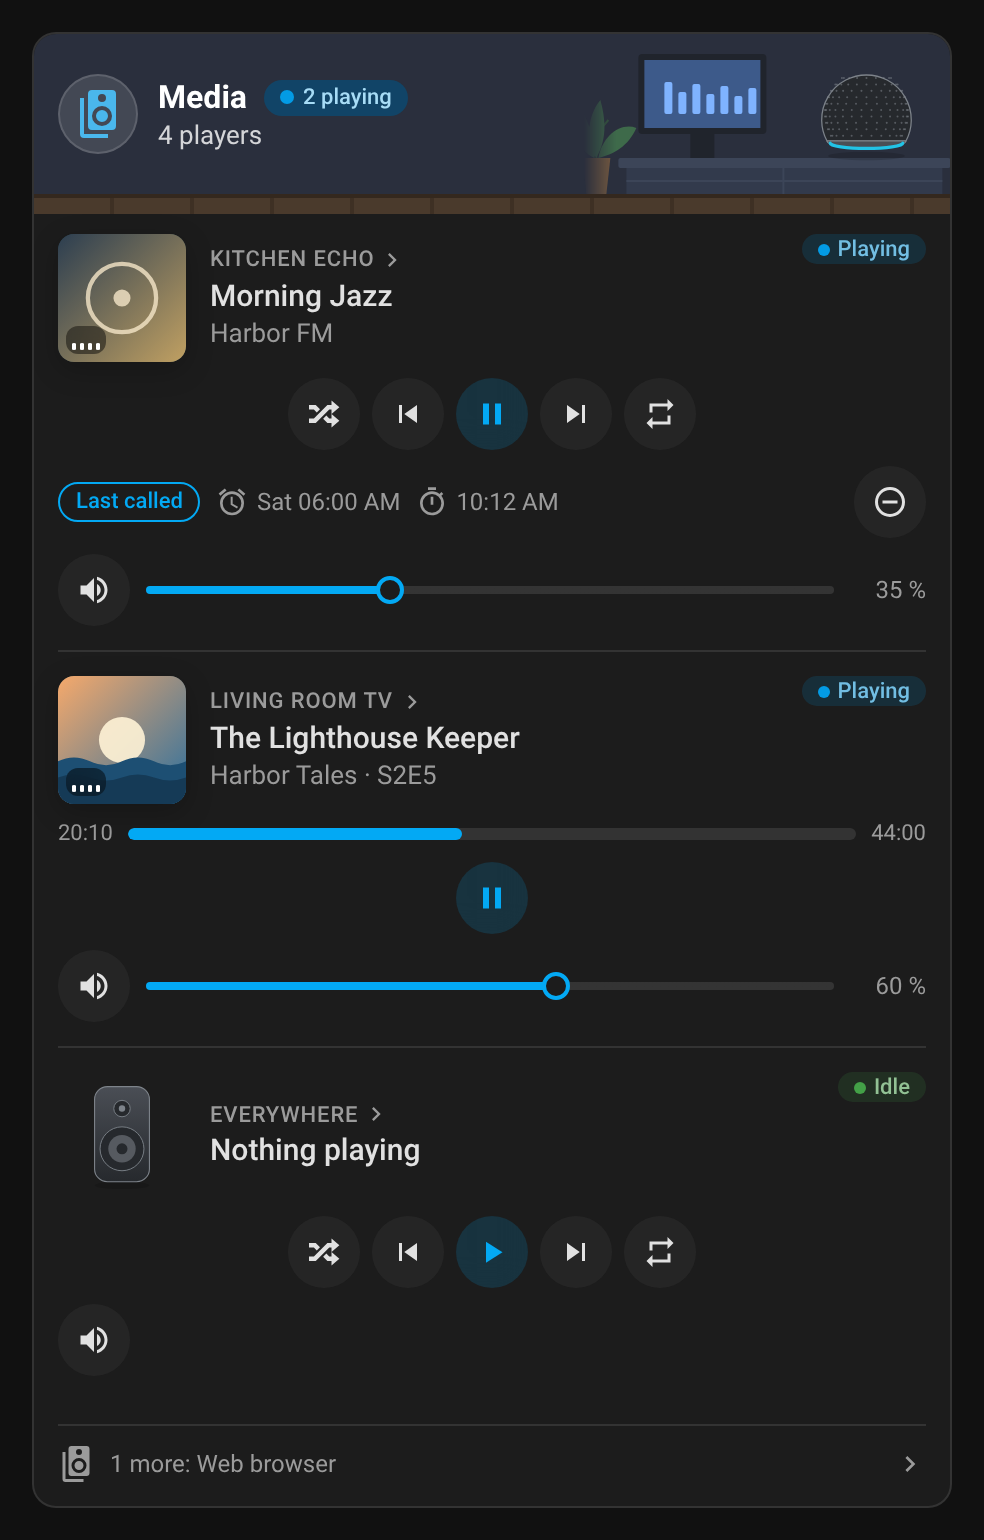 Media
2 playing
4 players
KITCHEN ECHO
Playing
Morning Jazz
Harbor FM
Last called
Sat 06:00 AM
10:12 AM
35 %
LIVING ROOM TV
Playing
The Lighthouse Keeper
Harbor Tales · S2E5
20:10
44:00
60 %
Idle
EVERYWHERE
Nothing playing
1 more: Web browser